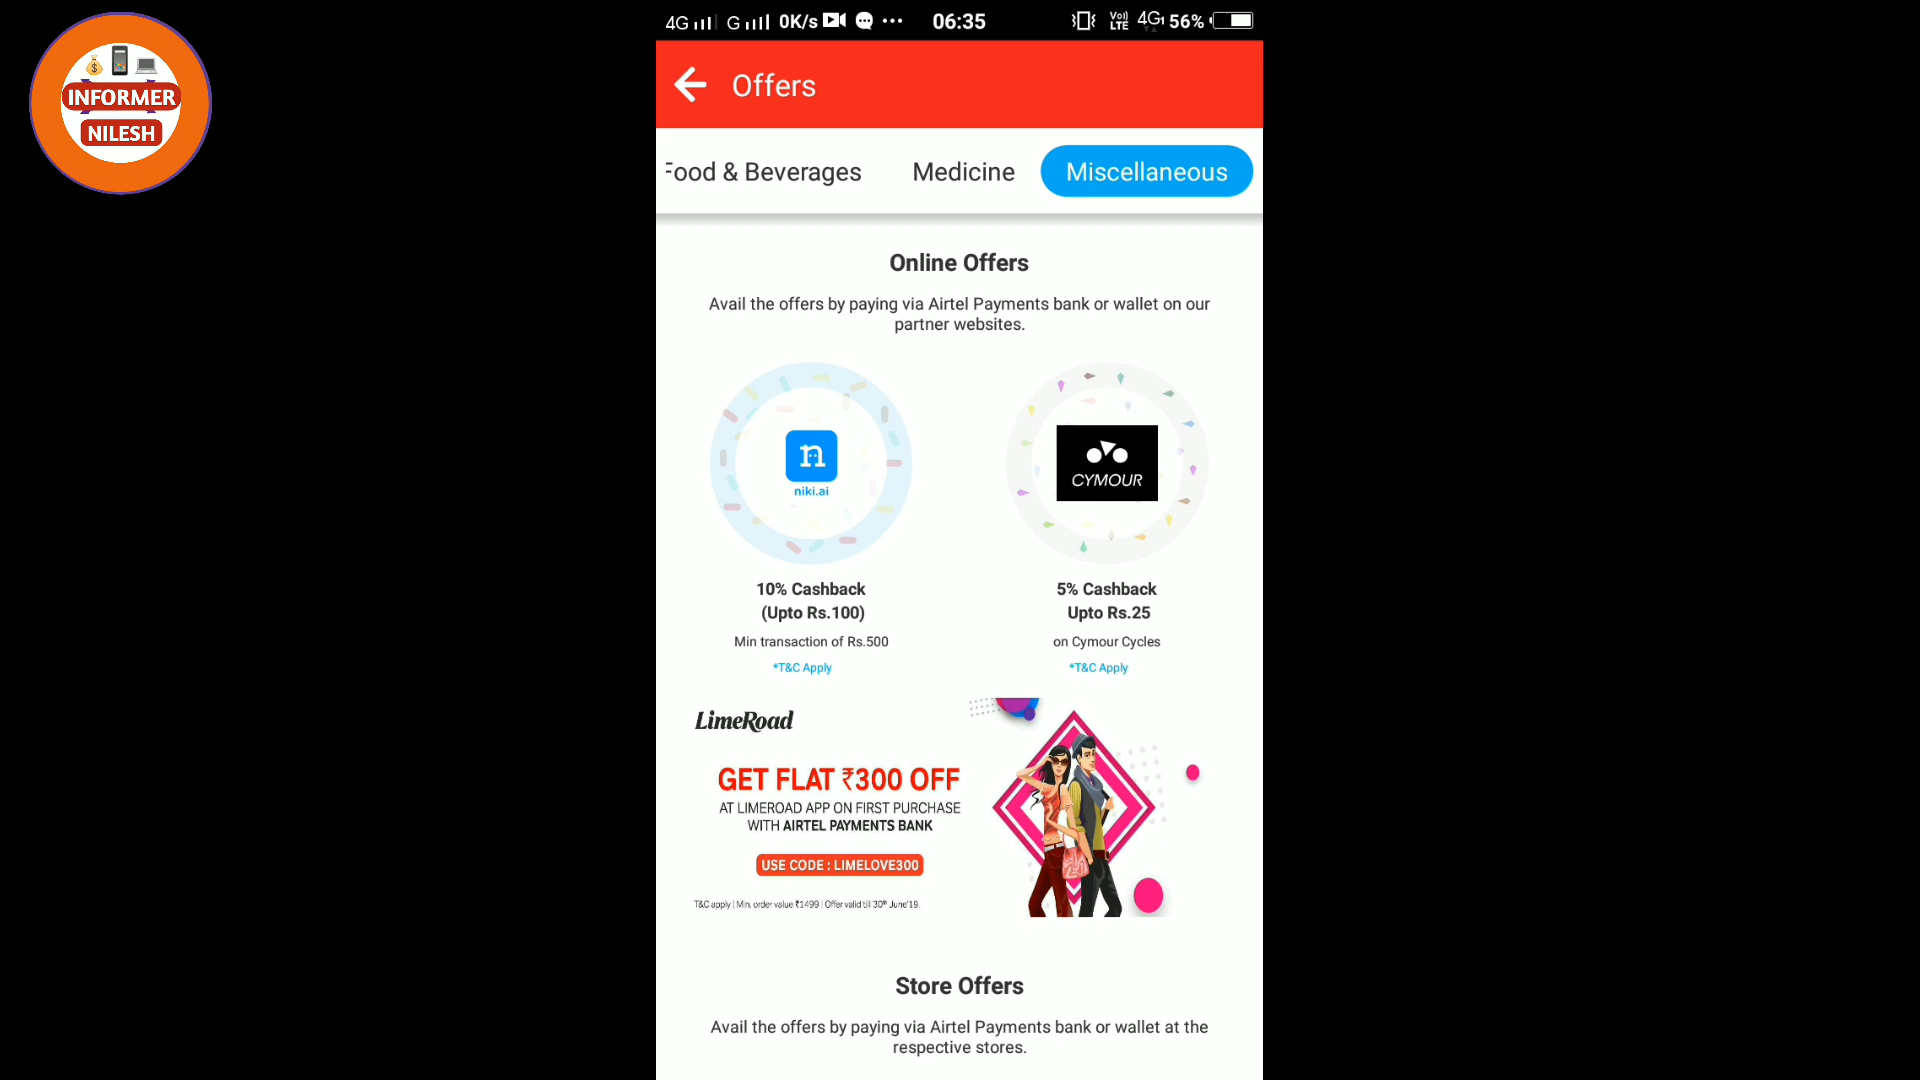 INFORMER
NILESH
4G G 0K/s 06:35 Vo) LTE 4G 56%
Offers
Food & Beverages Medicine Miscellaneous
Online Offers
Avail the offers by paying via Airtel Payments bank or wallet on our
partner websites.
n
niki.ai
CYMOUR
10% Cashback
(Upto Rs.100)
Min transaction of Rs.500
*T&C Apply
5% Cashback
Upto Rs.25
on Cymour Cycles
*T&C Apply
LimeRoad
GET FLAT ₹300 OFF
AT LIMEROAD APP ON FIRST PURCHASE
WITH AIRTEL PAYMENTS BANK
USE CODE : LIMELOVE300
T&C apply | Min. order value ₹1499 | Offer valid till 30th June'19.
Store Offers
Avail the offers by paying via Airtel Payments bank or wallet at the
respective stores.